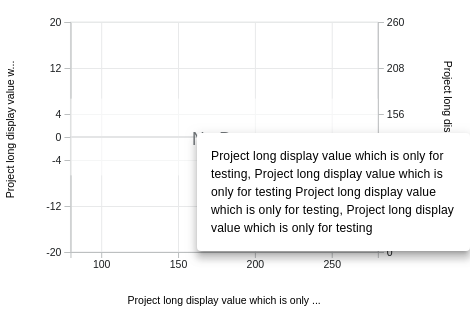 20
260
12
208
4
156
0
-4
-12
-20
0
100
150
200
250
Project long display value w...
Project long dis
Project long display value which is only for
testing, Project long display value which is
only for testing Project long display value
which is only for testing, Project long display
value which is only for testing
Project long display value which is only ...